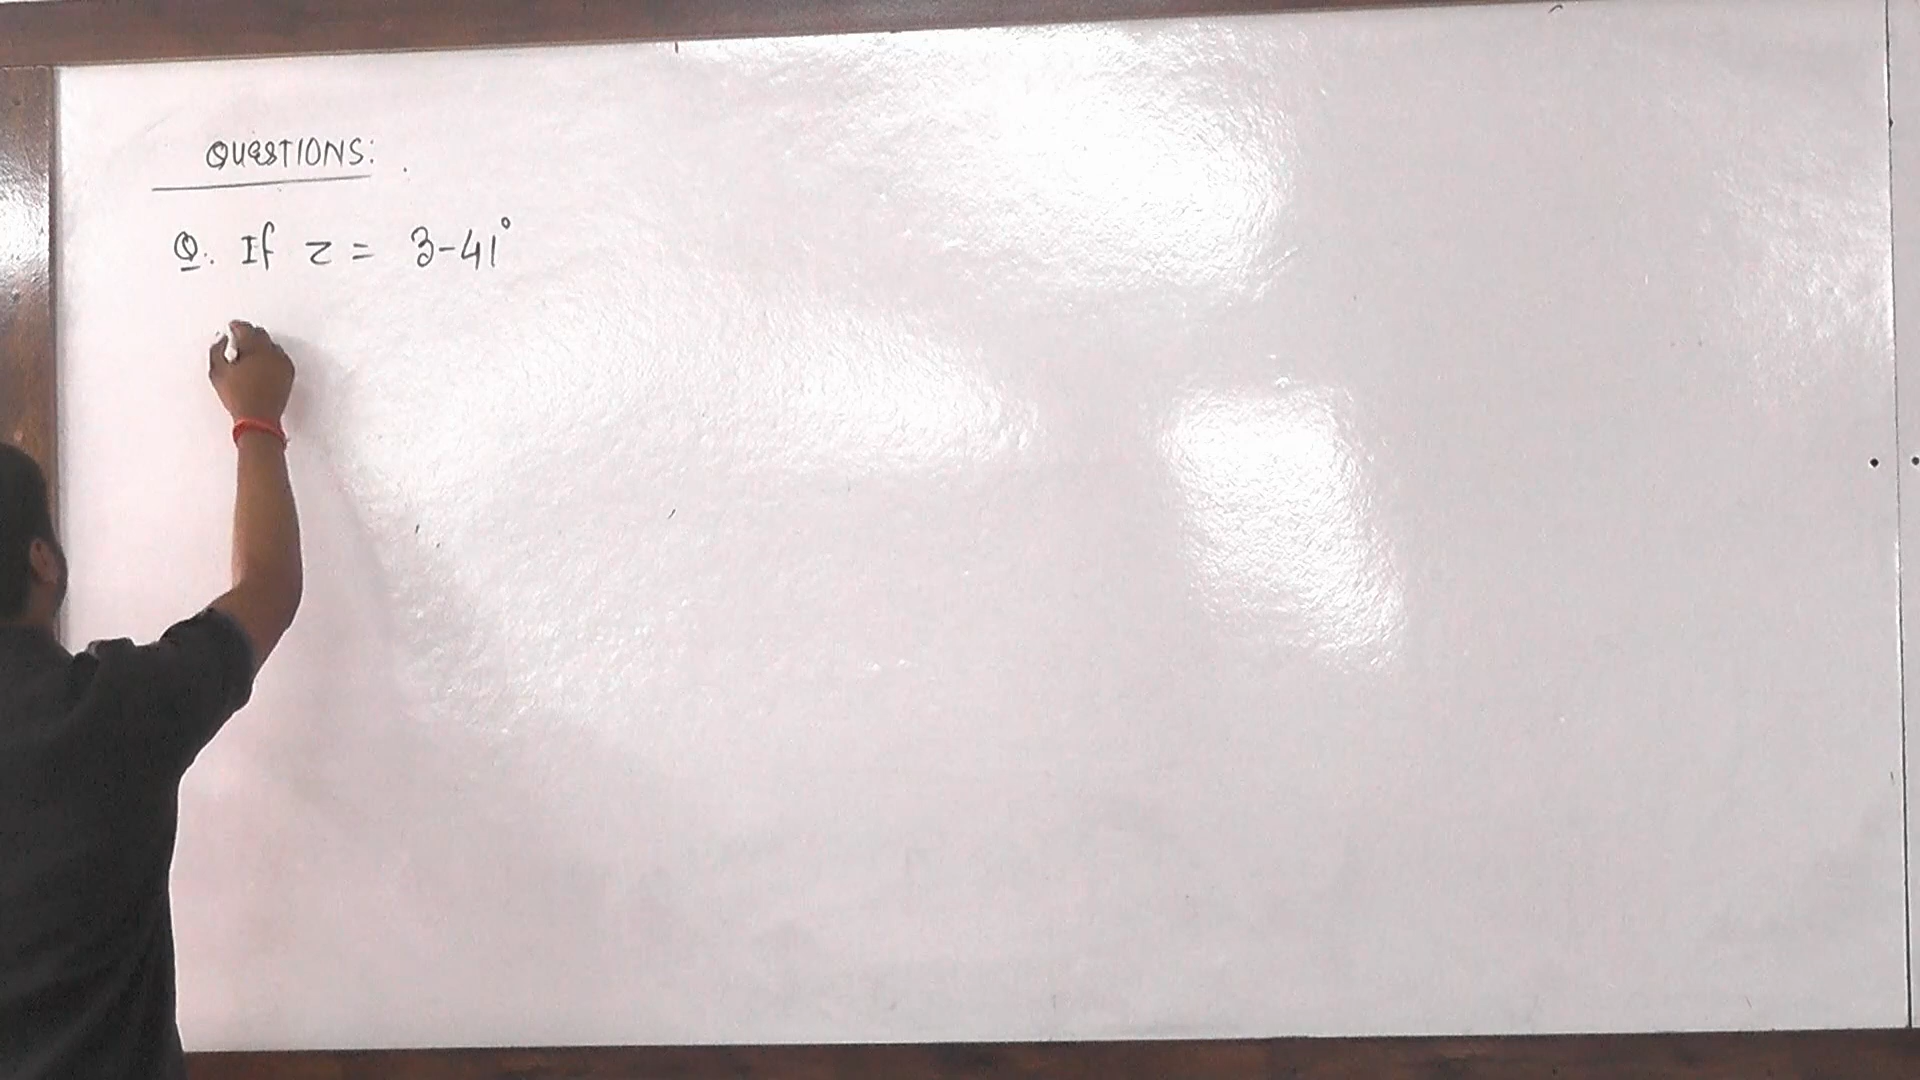 QUESTIONS:
Q. If z = 3-4i